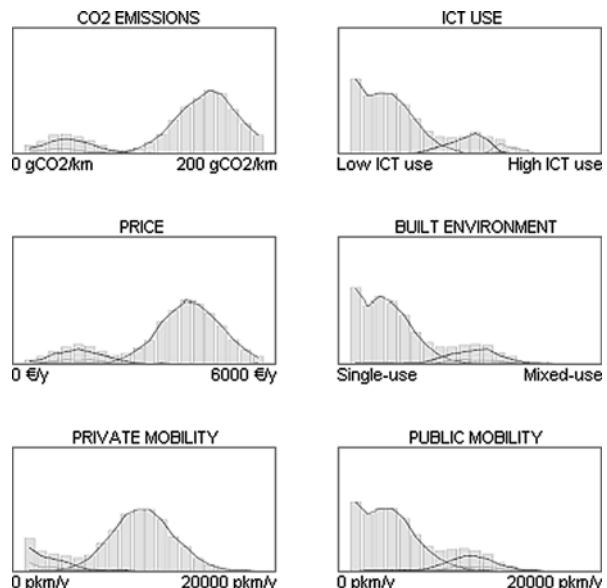 CO2 EMISSIONS
0 gCO2/km 200 gCO2/km
ICT USE
Low ICT use High ICT use
PRICE
0 €/y 6000 €/y
BUILT ENVIRONMENT
Single-use Mixed-use
PRIVATE MOBILITY
0 pkm/y 20000 pkm/y
PUBLIC MOBILITY
0 pkm/y 20000 pkm/y